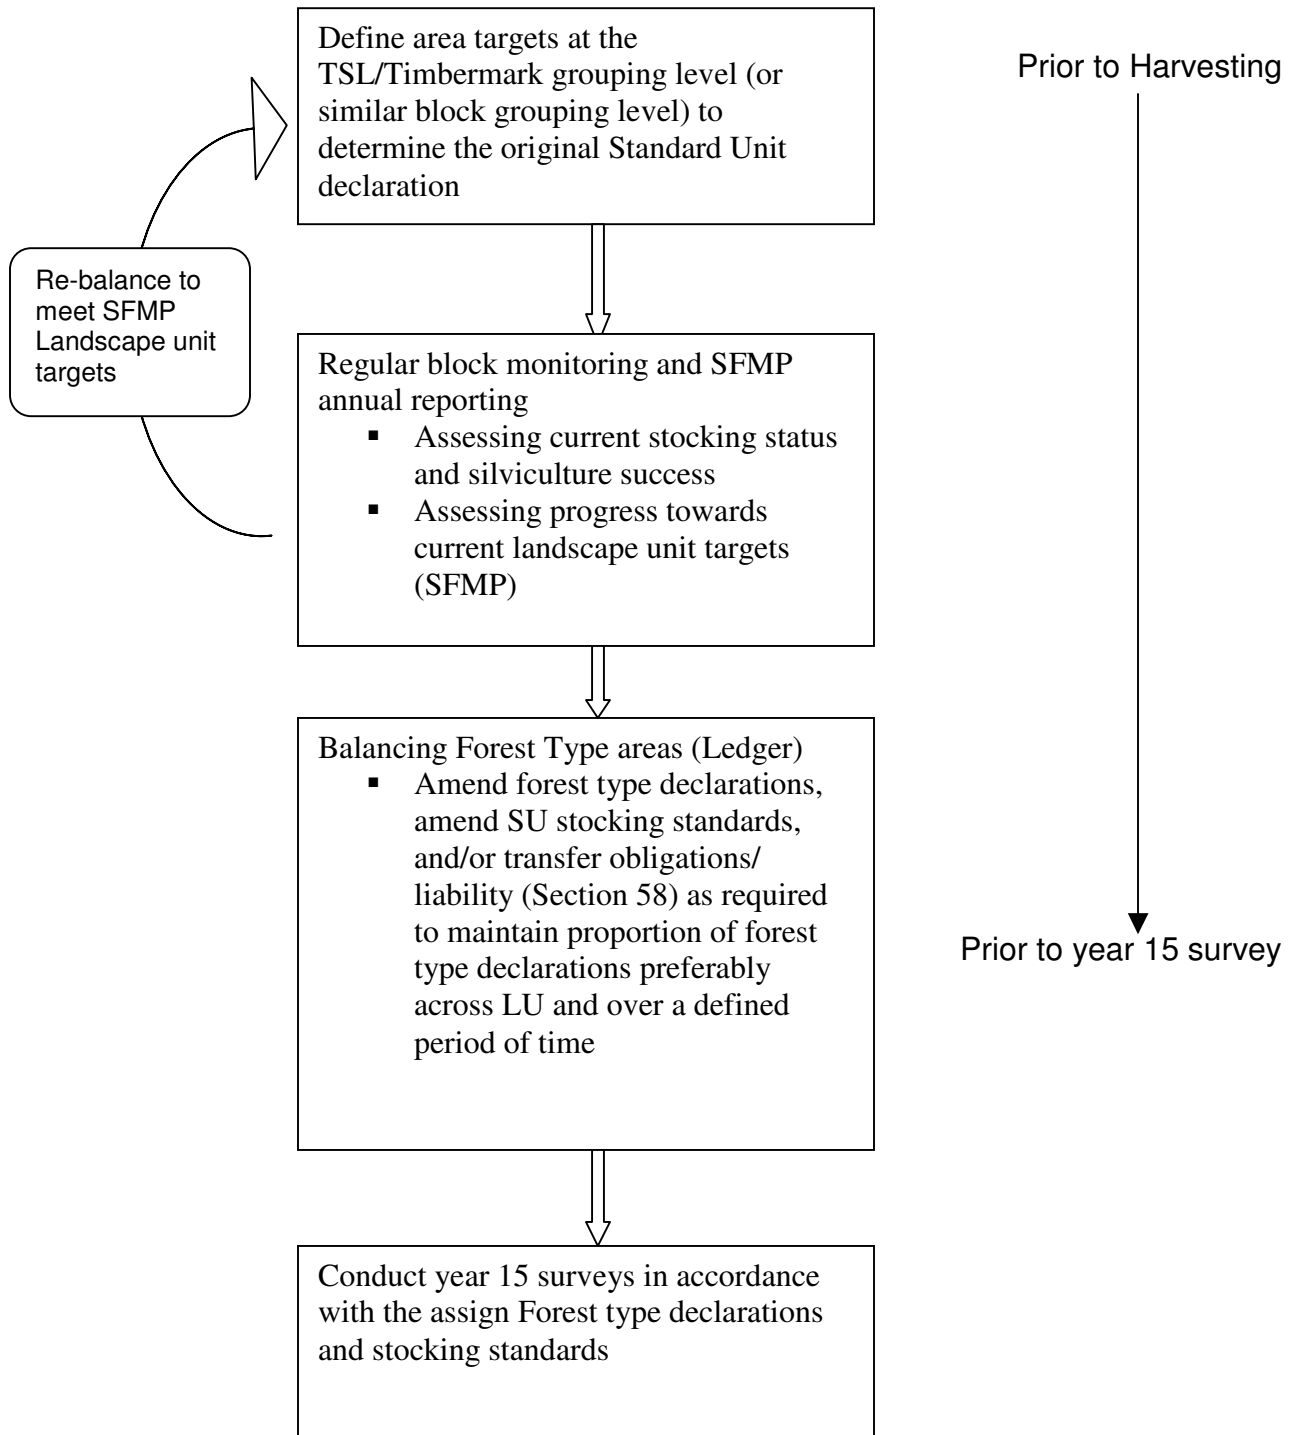 Define area targets at the
TSL/Timbermark grouping level (or
similar block grouping level) to
determine the original Standard Unit
declaration
Prior to Harvesting
Re-balance to
meet SFMP
Landscape unit
targets
Regular block monitoring and SFMP
annual reporting
▪ Assessing current stocking status
and silviculture success
▪ Assessing progress towards
current landscape unit targets
(SFMP)
Balancing Forest Type areas (Ledger)
▪ Amend forest type declarations,
amend SU stocking standards,
and/or transfer obligations/
liability (Section 58) as required
to maintain proportion of forest
type declarations preferably
across LU and over a defined
period of time
Prior to year 15 survey
Conduct year 15 surveys in accordance
with the assign Forest type declarations
and stocking standards